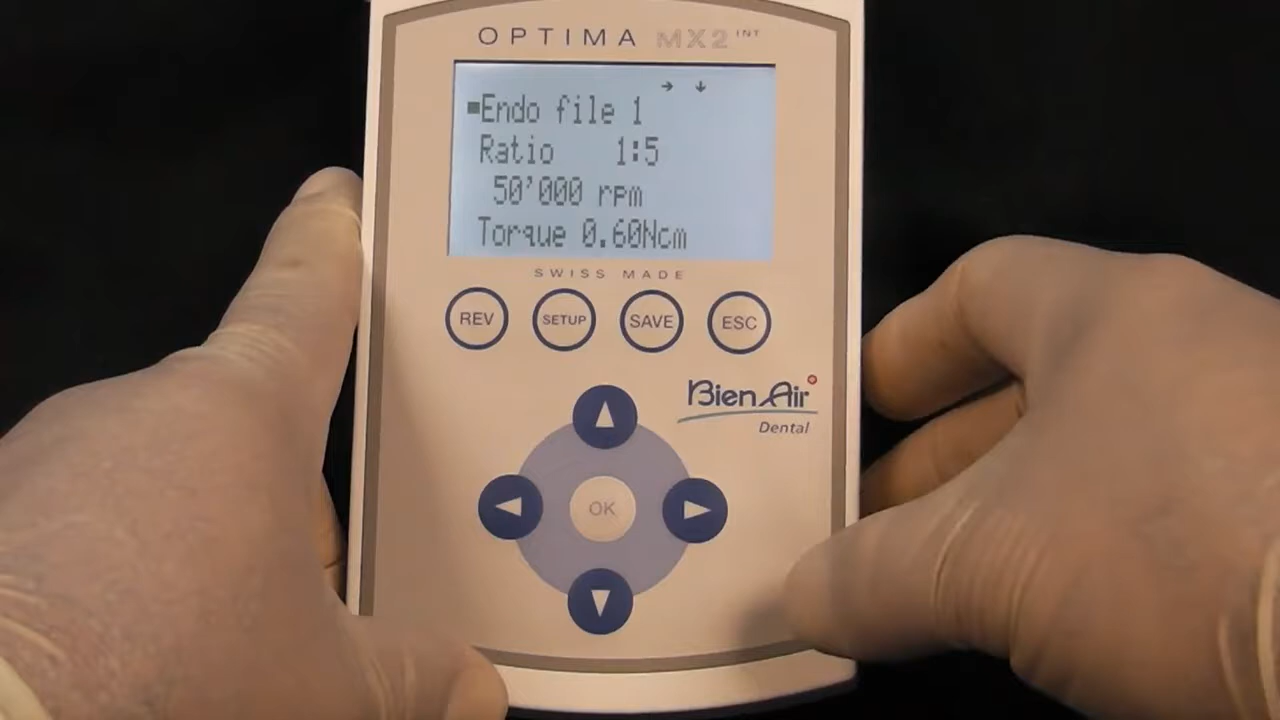 OPTIMA MX2 INT
Endo file 1
Ratio 1:5
50'000 rpm
Torque 0.60Ncm
SWISS MADE
REV SETUP SAVE ESC
Bien Air
Dental
OK